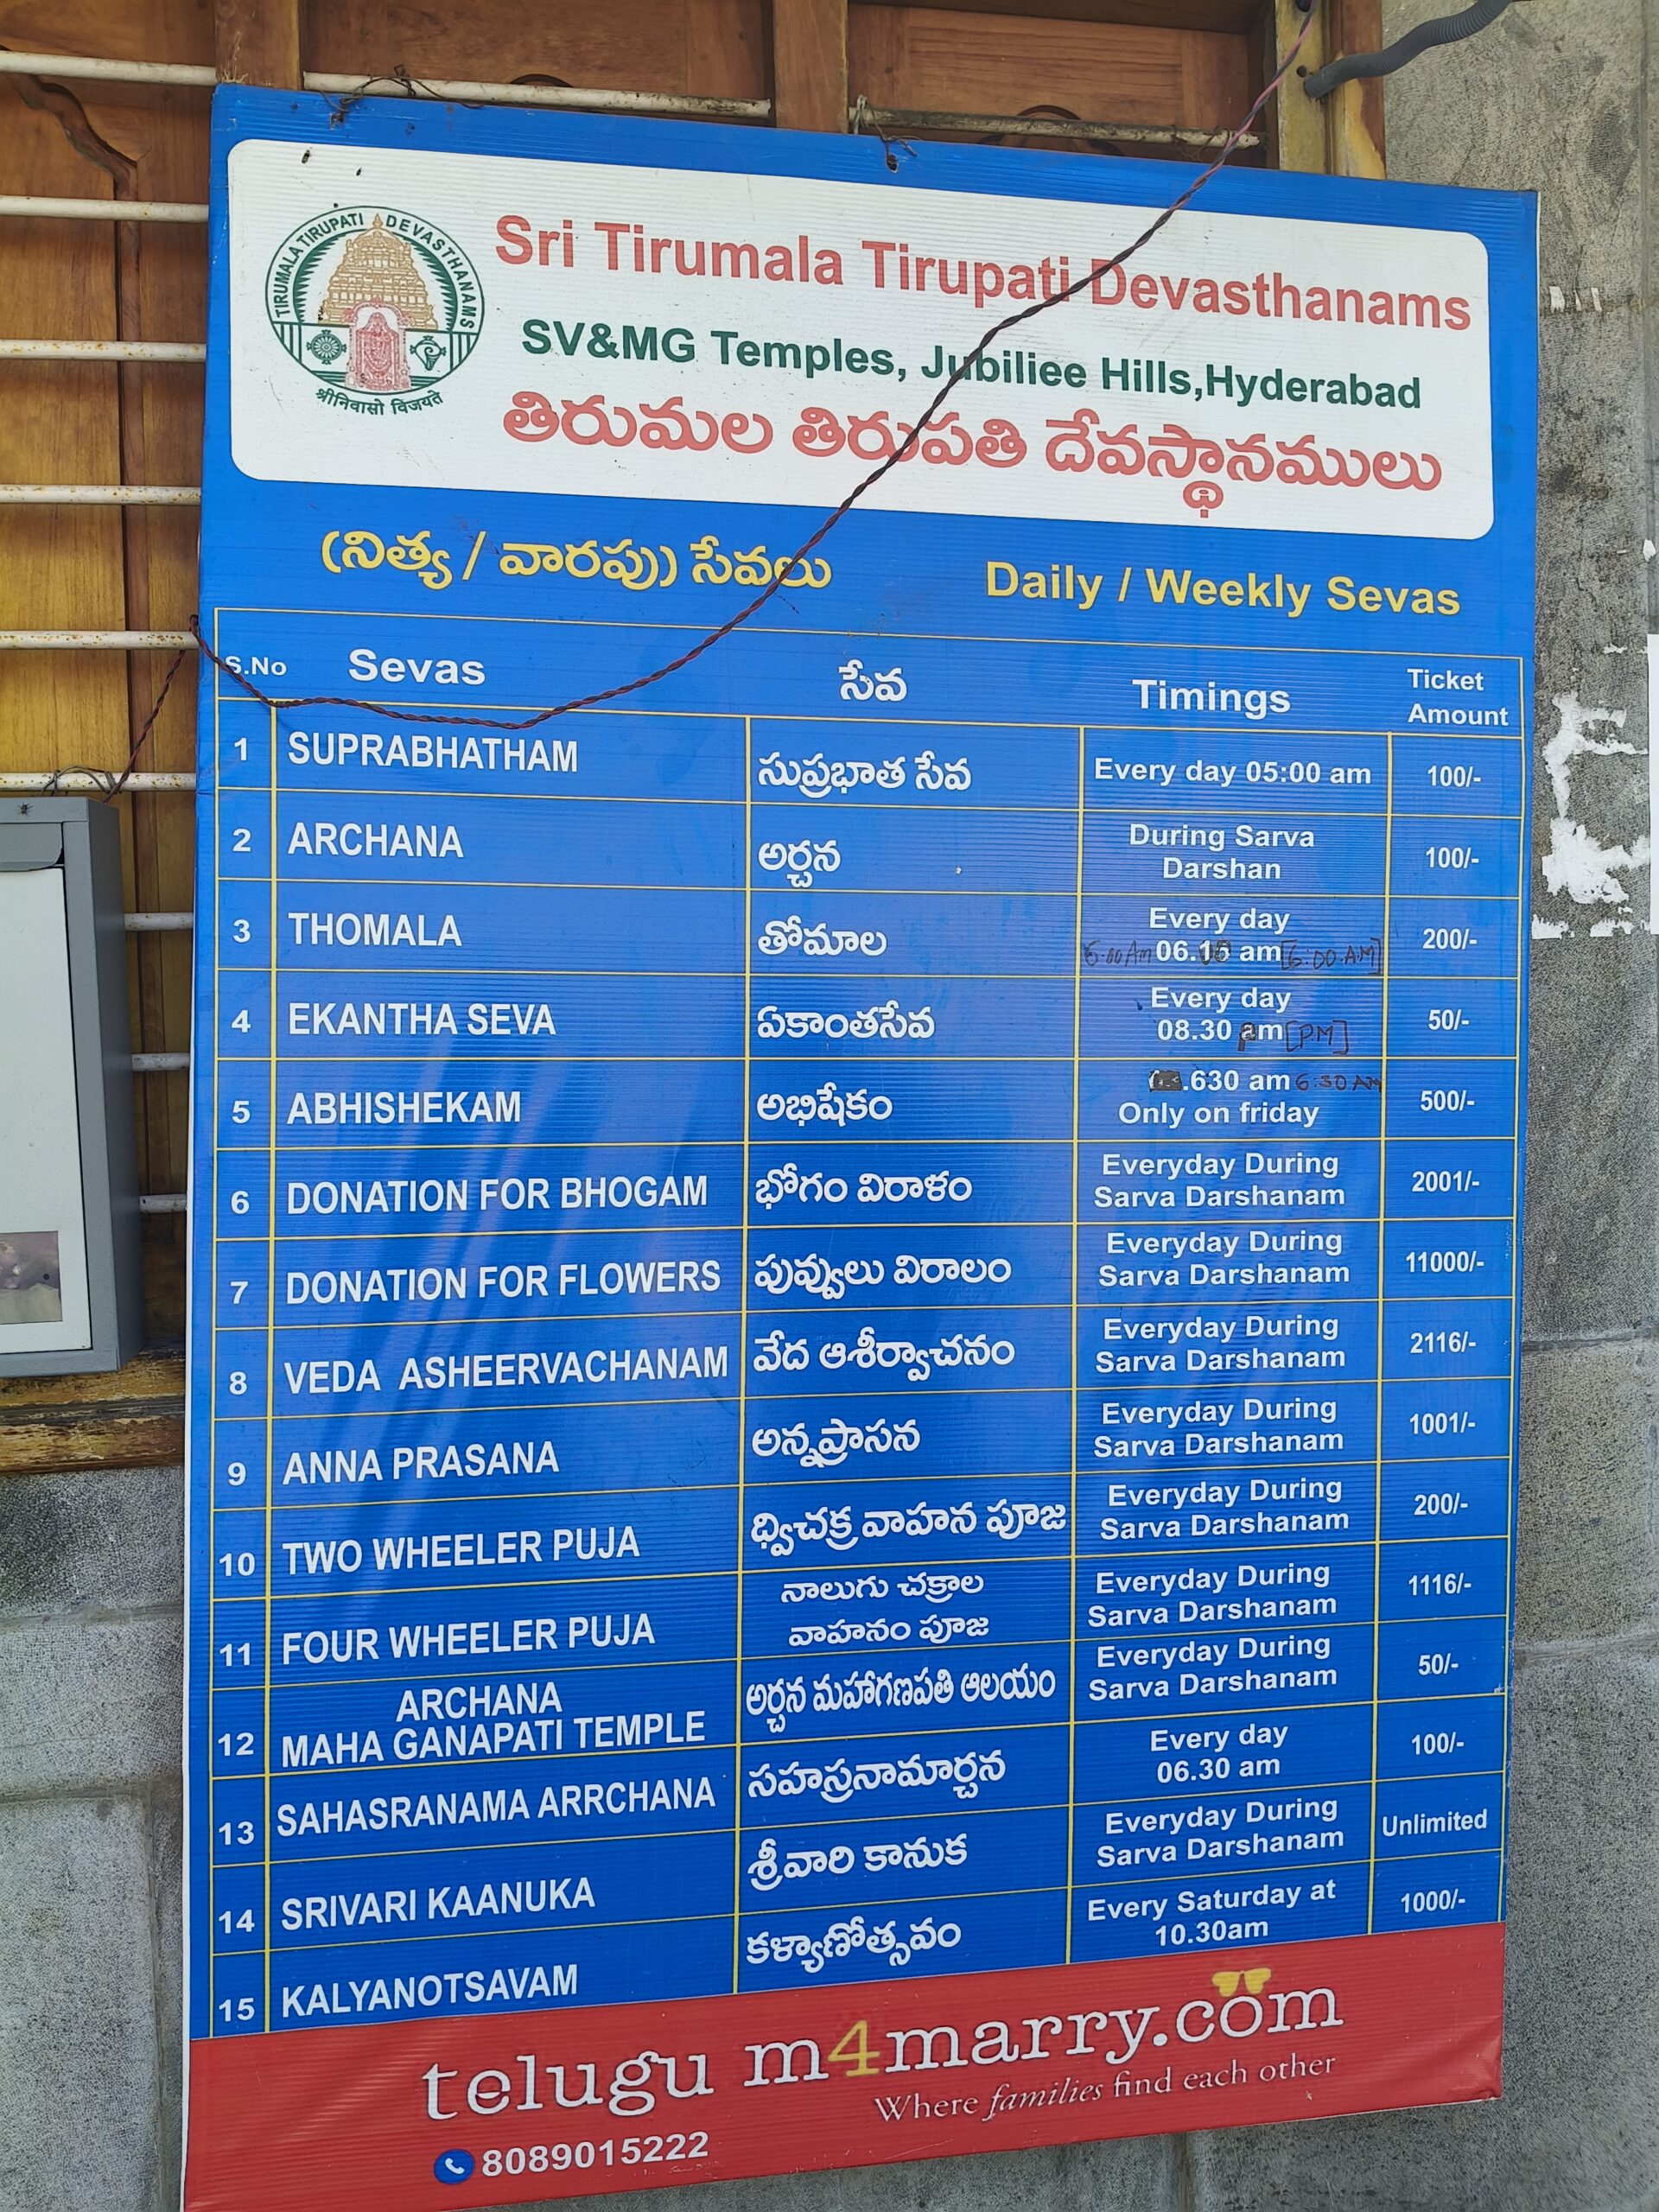 TIRUMALA TIRUPATI DEVASTHANAMS
श्रीनिवासो विजयते
Sri Tirumala Tirupati Devasthanams
SV&MG Temples, Jubiliee Hills,Hyderabad
తిరుమల తిరుపతి దేవస్థానములు
(నిత్య / వారపు) సేవలు Daily / Weekly Sevas
S.No Sevas సేవ Timings Ticket Amount
1 SUPRABHATHAM సుప్రభాత సేవ Every day 05:00 am 100/-
2 ARCHANA అర్చన During Sarva Darshan 100/-
3 THOMALA తోమాల Every day 6.00 Am 06.15 am [6:00.A.M] 200/-
4 EKANTHA SEVA ఏకాంతసేవ Every day 08.30 pm [P.M] 50/-
5 ABHISHEKAM అభిషేకం .630 am 6:30 AM Only on friday 500/-
6 DONATION FOR BHOGAM భోగం విరాళం Everyday During Sarva Darshanam 2001/-
7 DONATION FOR FLOWERS పువ్వులు విరాలం Everyday During Sarva Darshanam 11000/-
8 VEDA ASHEERVACHANAM వేద ఆశీర్వాచనం Everyday During Sarva Darshanam 2116/-
9 ANNA PRASANA అన్నప్రాసన Everyday During Sarva Darshanam 1001/-
10 TWO WHEELER PUJA ధ్విచక్ర వాహన పూజ Everyday During Sarva Darshanam 200/-
11 FOUR WHEELER PUJA నాలుగు చక్రాల వాహనం పూజ Everyday During Sarva Darshanam 1116/-
12 ARCHANA MAHA GANAPATI TEMPLE అర్చన మహాగణపతి ఆలయం Everyday During Sarva Darshanam 50/-
13 SAHASRANAMA ARRCHANA సహస్రనామార్చన Every day 06.30 am 100/-
14 SRIVARI KAANUKA శ్రీవారి కానుక Everyday During Sarva Darshanam Unlimited
15 KALYANOTSAVAM కళ్యాణోత్సవం Every Saturday at 10.30am 1000/-
telugu m4marry.com
Where families find each other
8089015222